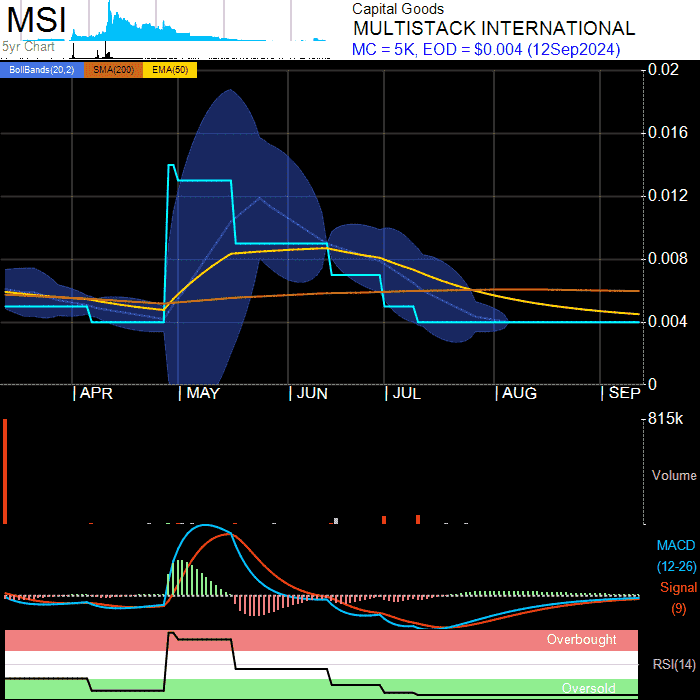 MSI
5yr Chart
Capital Goods
MULTISTACK INTERNATIONAL
MC = 5K, EOD = $0.004 (12Sep2024)
BollBands(20,2) SMA(200) EMA(50)
0.02
0.016
0.012
0.008
0.004
0
APR MAY JUN JUL AUG SEP
815k
Volume
MACD
(12-26)
Signal
(9)
Overbought
RSI(14)
Oversold